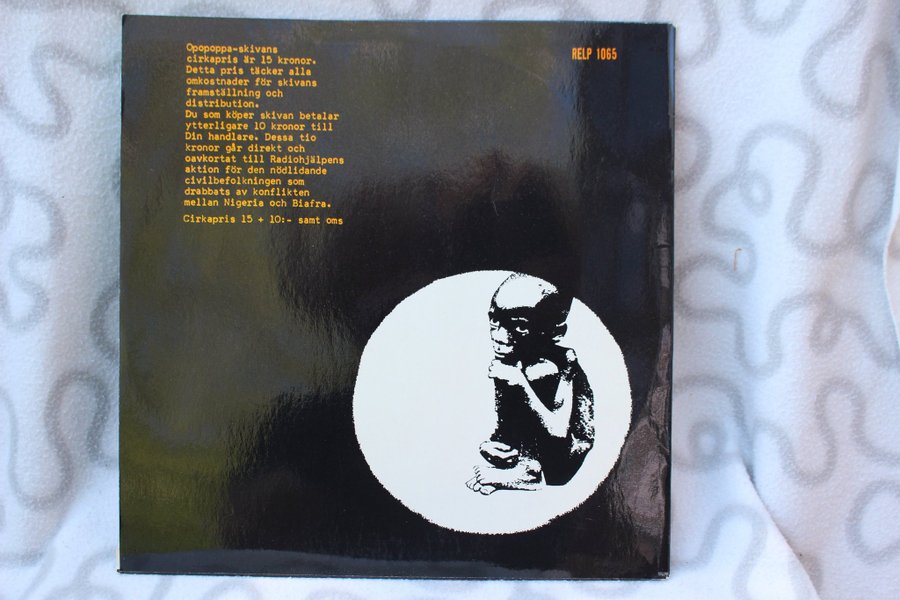 Opopoppa-skivans
cirkapris är 15 kronor.
Detta pris täcker alla
omkostnader för skivans
framställning och
distribution.
Du som köper skivan betalar
ytterligare 10 kronor till
Din handlare. Dessa tio
kronor går direkt och
oavkortat till Radiohjälpens
aktion för den nödlidande
civilbefolkningen som
drabbats av konflikten
mellan Nigeria och Biafra.
Cirkapris 15 + 10:- samt oms
RELP 1065